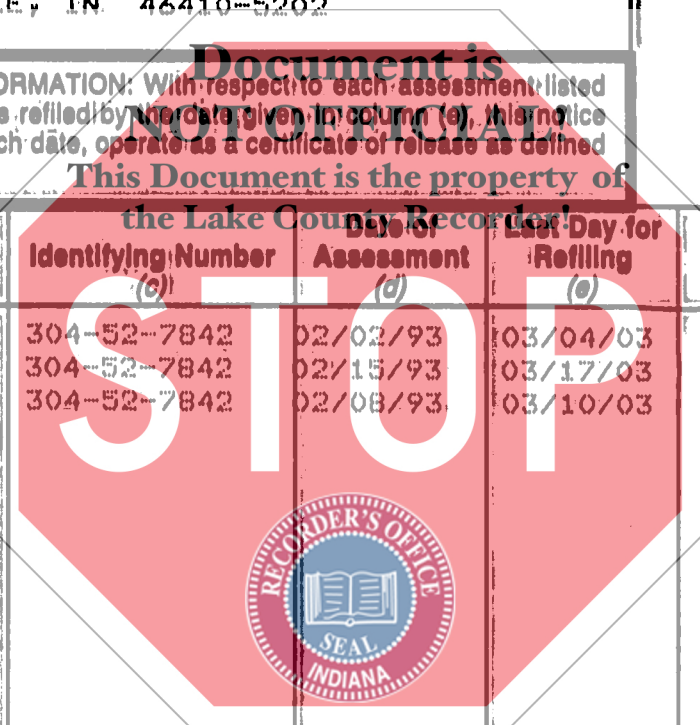 IN 46410-5202
Document is
ORMATION: With respect to each assessment listed
s refiled by the date given in column (e), this notice
NOT OFFICIAL!
ch date, operate as a certificate of release as defined
This Document is the property of
the Lake County Recorder!
Identifying Number
(c)
Date of
Assessment
(d)
Last Day for
Refiling
(e)
304-52-7842 02/02/93 03/04/03
304-52-7842 02/15/93 03/17/03
304-52-7842 02/08/93 03/10/03
STOP
RECORDER'S OFFICE
SEAL
INDIANA